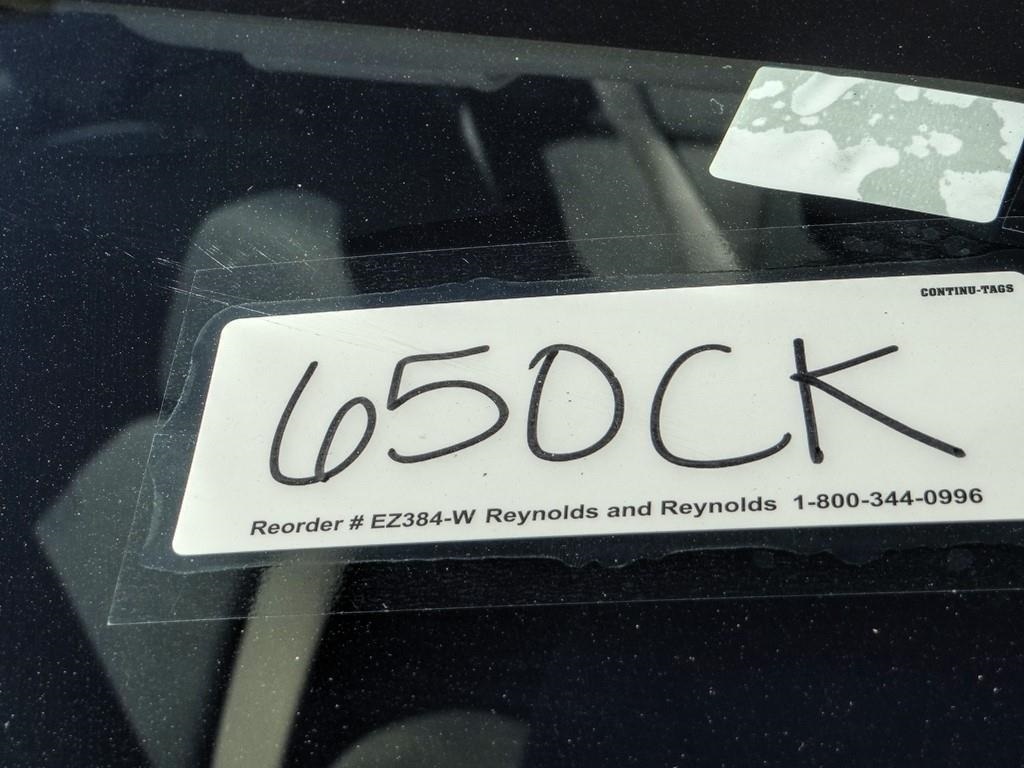 CONTINU-TAGS
650CK
Reorder # EZ384-W Reynolds and Reynolds 1-800-344-0996